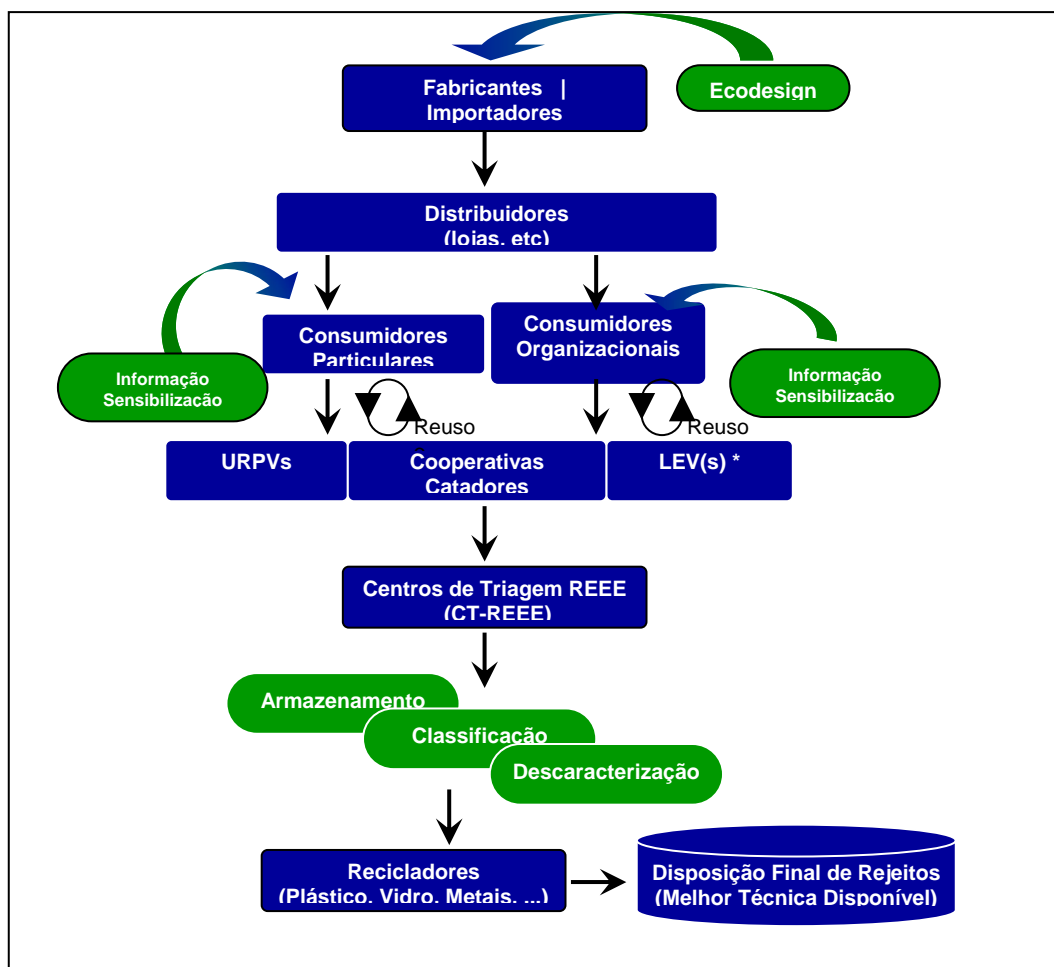 Ecodesign
Fabricantes |
Importadores
Distribuidores
(lojas, etc)
Consumidores
Particulares
Consumidores
Organizacionais
Informação
Sensibilização
Informação
Sensibilização
Reuso
Reuso
URPVs
Cooperativas
Catadores
LEV(s) *
Centros de Triagem REEE
(CT-REEE)
Armazenamento
Classificação
Descaracterização
Recicladores
(Plástico, Vidro, Metais, ...)
Disposição Final de Rejeitos
(Melhor Técnica Disponível)